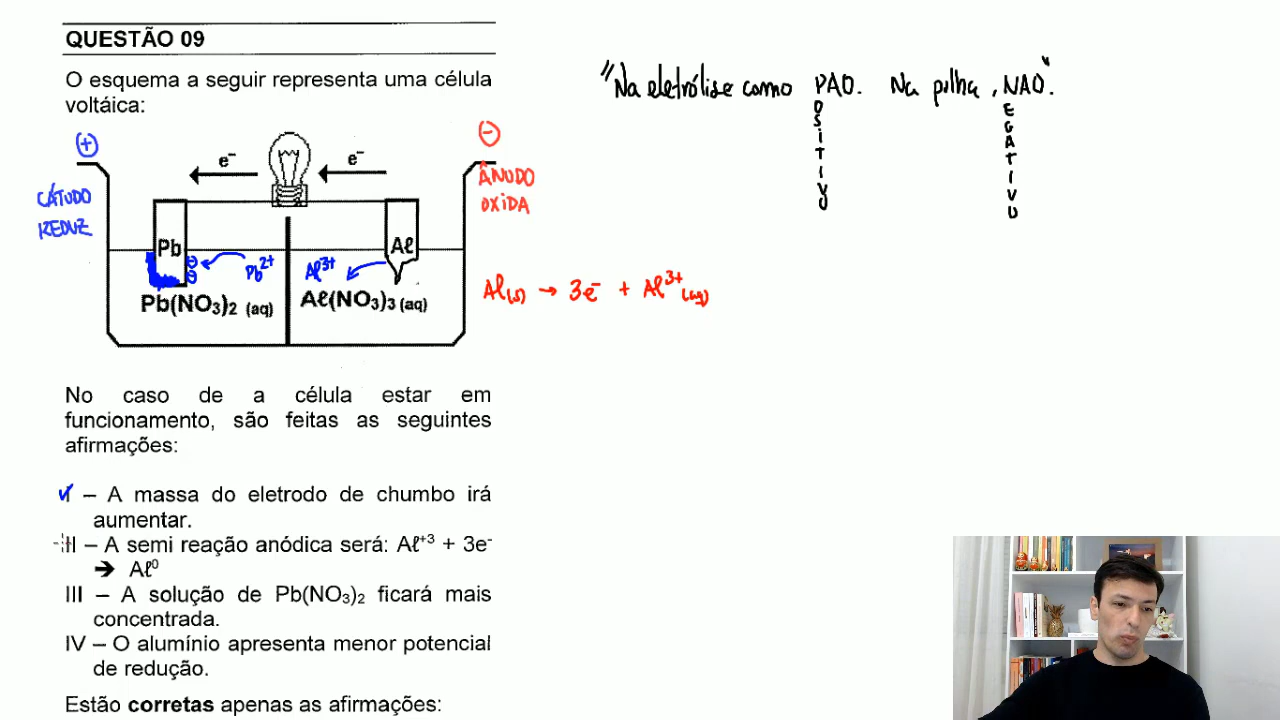 QUESTÃO 09
O esquema a seguir representa uma célula
voltáica:
"Na eletrólise como PAO. Na pilha, NAO."
POSITIVO
NEGATIVO
+
−
e⁻
e⁻
CÁTODO
REDUZ
ÂNODO
OXIDA
Pb
Aℓ
Pb²⁺
Al³⁺
Pb(NO₃)₂ (aq)
Aℓ(NO₃)₃ (aq)
Al(s) → 3e⁻ + Al³⁺(aq)
No caso de a célula estar em
funcionamento, são feitas as seguintes
afirmações:
I – A massa do eletrodo de chumbo irá
aumentar.
II – A semi reação anódica será: Aℓ⁺³ + 3e⁻
➔ Aℓ⁰
III – A solução de Pb(NO₃)₂ ficará mais
concentrada.
IV – O alumínio apresenta menor potencial
de redução.
Estão corretas apenas as afirmações: